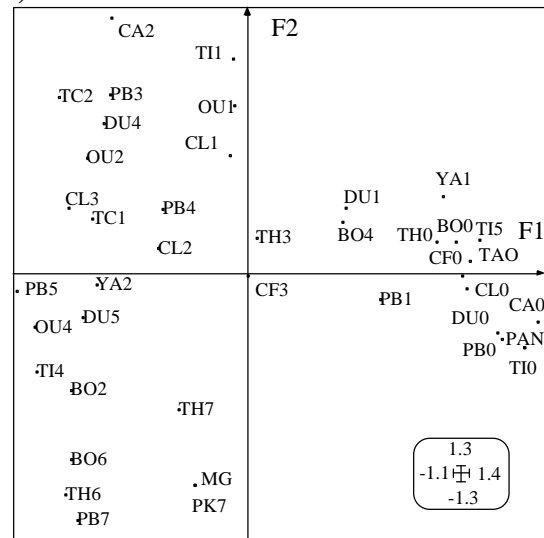 )
CA2 F2
TI1
TC2 PB3 OU1
DU4
CL1
OU2
YA1
CL3 PB4 DU1
TC1 F1
BO4 TH0 BO0 TI5
TH3
CL2 CF0 TAO
YA2 CF3 CL0
PB5 PB1 CA0
DU5 DU0
OU4 PB0 PAN
TI4 TI0
BO2
TH7
1.3
BO6
-1.1 1.4
MG
TH6 -1.3
PK7
PB7